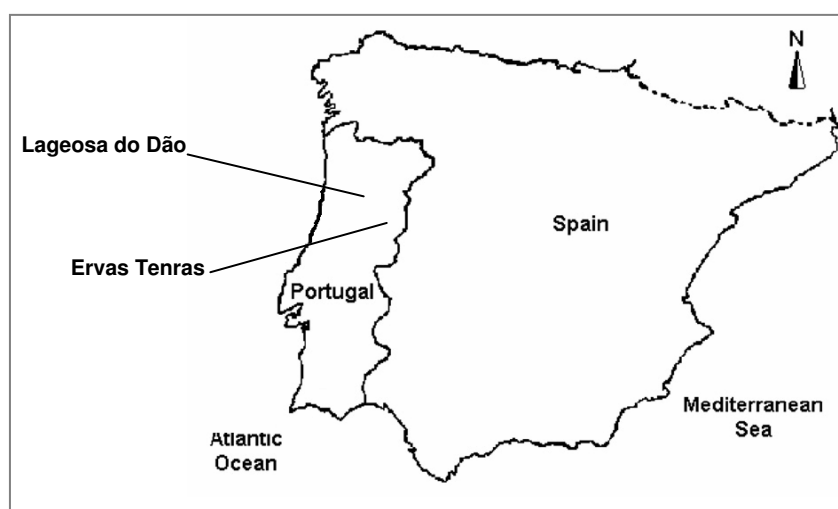 N
Lageosa do Dão
Spain
Ervas Tenras
Portugal
Mediterranean
Sea
Atlantic
Ocean